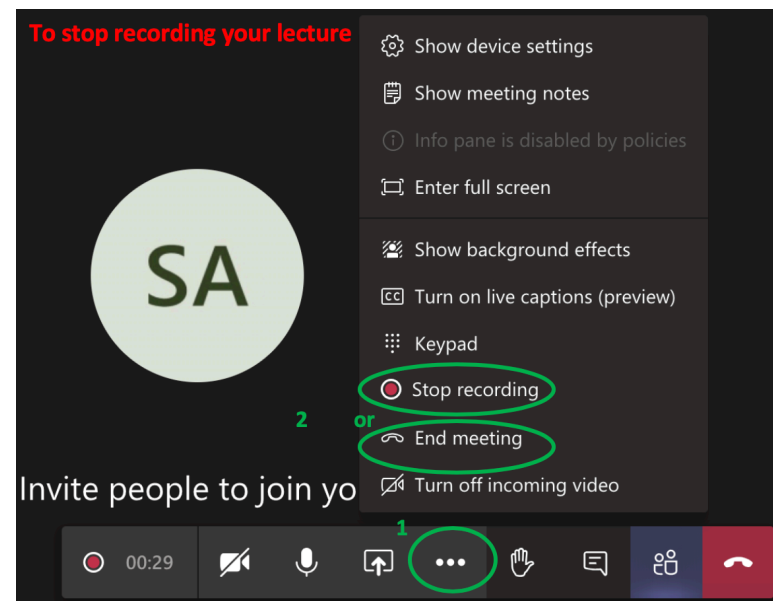 To stop recording your lecture
Show device settings
Show meeting notes
Info pane is disabled by policies
Enter full screen
SA
Show background effects
CC Turn on live captions (preview)
Keypad
Stop recording
2 or
End meeting
Invite people to join yo
Turn off incoming video
1
00:29